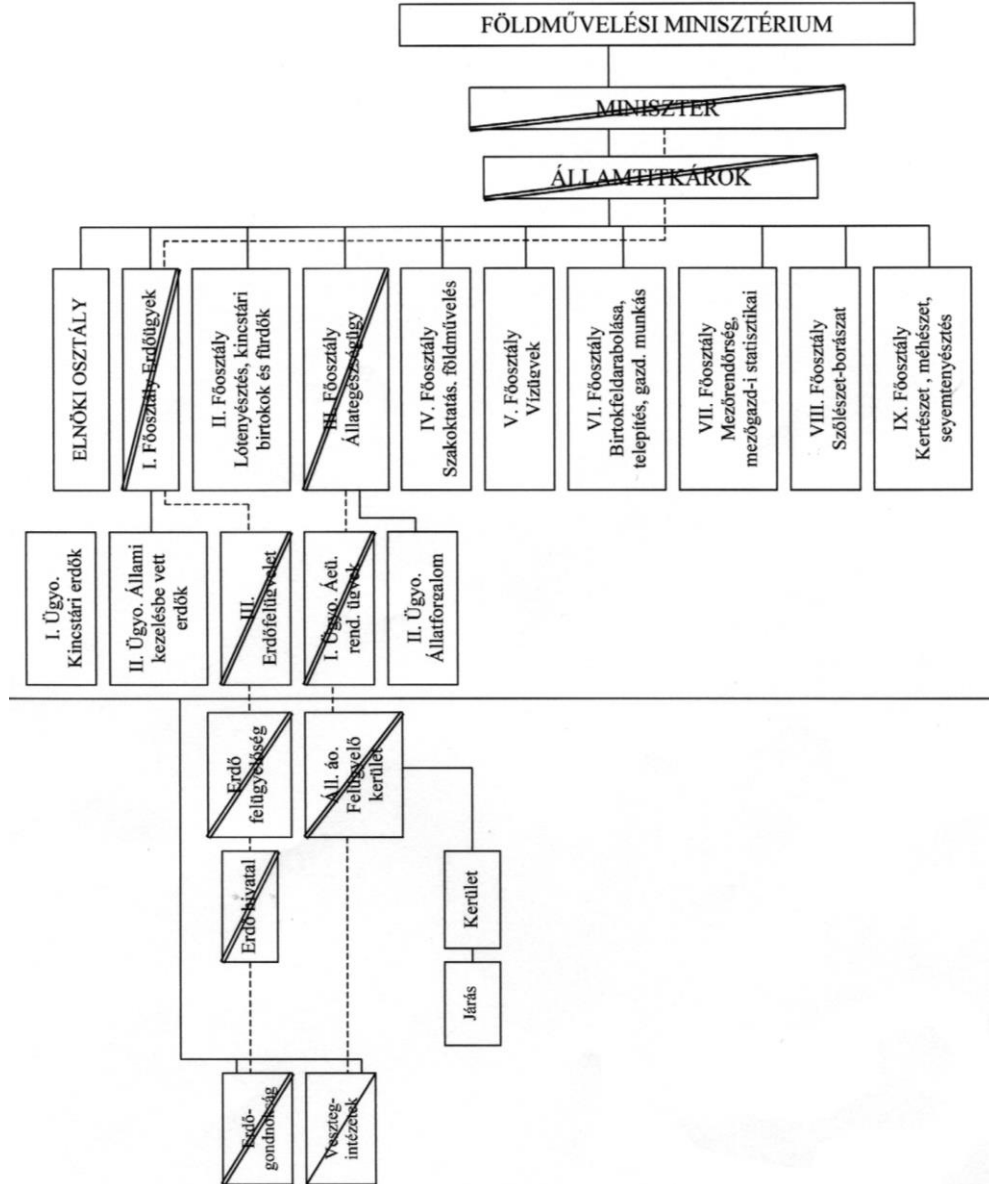 FÖLDMŰVELÉSI MINISZTÉRIUM
MINISZTER
ÁLLAMTITKÁROK
ELNÖKI OSZTÁLY
I. Főosztály Erdőügyek
II. Főosztály
Lótenyésztés, kincstári
birtokok és fürdők
III. Főosztály
Állategészségügy
IV. Főosztály
Szakoktatás. földművelés
V. Főosztály
Vízügyek
VI. Főosztály
Birtokfeldarabolása,
telepítés, gazd. munkás
VII. Főosztály
Mezőrendőrség,
mezőgazd-i statisztikai
VIII. Főosztály
Szőlészet-borászat
IX. Főosztály
Kertészet , méhészet,
seyemtenyésztés
I. Ügyo.
Kincstári erdők
II. Ügyo. Állami
kezelésbe vett
erdők
III.
Erdőfelügyelet
I. Ügyo. Áeü.
rend. ügyek
II. Ügyo.
Állatforgalom
Erdő
felügyelőség
Áll. áo.
Felügyelő
kerület
Erdő hivatal
Kerület
Járás
Erdő-
gondnokság
Veszteg-
intézetek